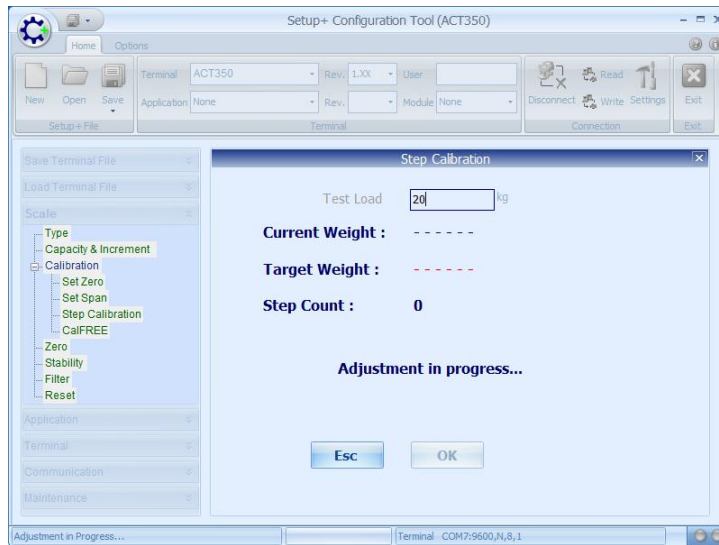 Setup+ Configuration Tool (ACT350)
Home Options
New Open Save
Setup+ File
Terminal ACT350 Rev. 1.XX User
Application None Rev. Module None
Terminal
Disconnect Read Write Settings
Connection
Exit
Exit
Save Terminal File
Load Terminal File
Scale
Type
Capacity & Increment
Calibration
Set Zero
Set Span
Step Calibration
CalFREE
Zero
Stability
Filter
Reset
Application
Terminal
Communication
Maintenance
Step Calibration
Test Load 20 kg
Current Weight : - - - - - -
Target Weight : - - - - - -
Step Count : 0
Adjustment in progress...
Esc OK
Adjustment in Progress... Terminal COM7:9600,N,8,1